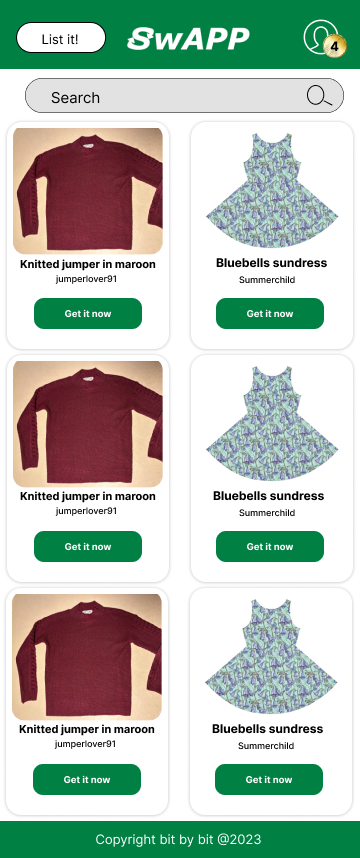 List it!
SWAPP
4
Search
Knitted jumper in maroon
jumperlover91
Get it now
Bluebells sundress
Summerchild
Get it now
Knitted jumper in maroon
jumperlover91
Get it now
Bluebells sundress
Summerchild
Get it now
Knitted jumper in maroon
jumperlover91
Get it now
Bluebells sundress
Summerchild
Get it now
Copyright bit by bit @2023